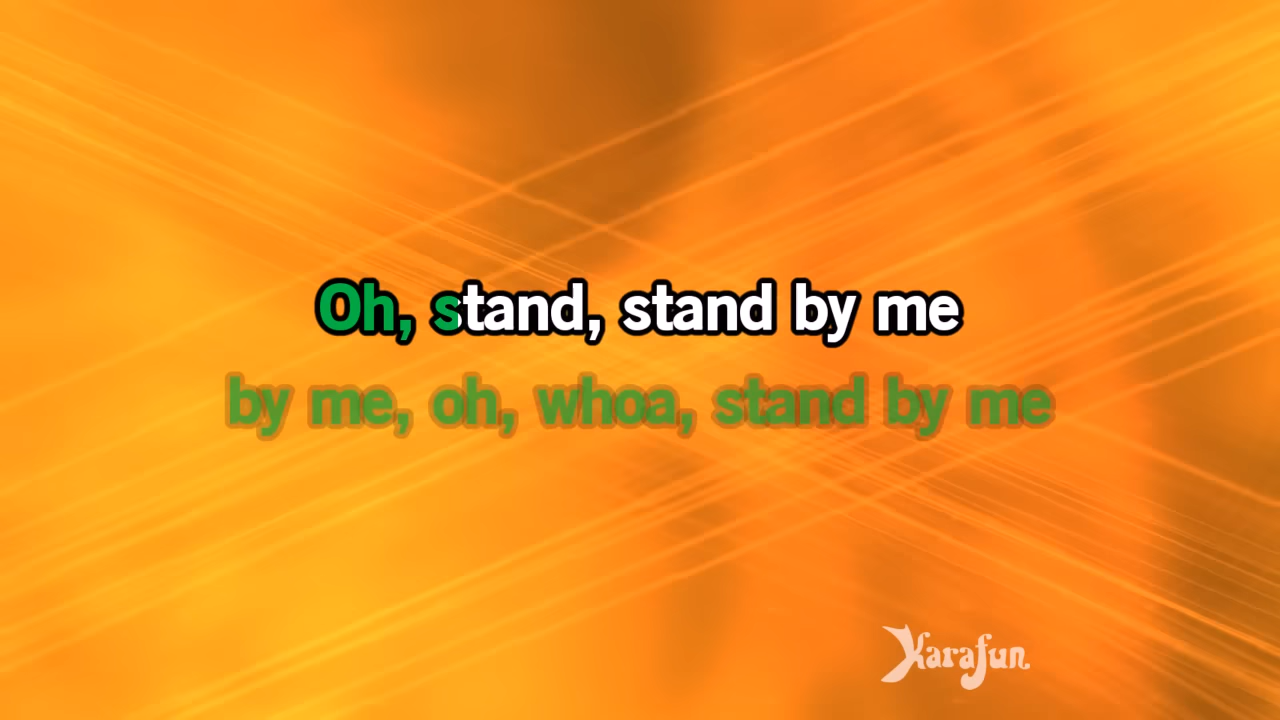 Oh, stand, stand by me
by me, oh, whoa, stand by me
Karafun